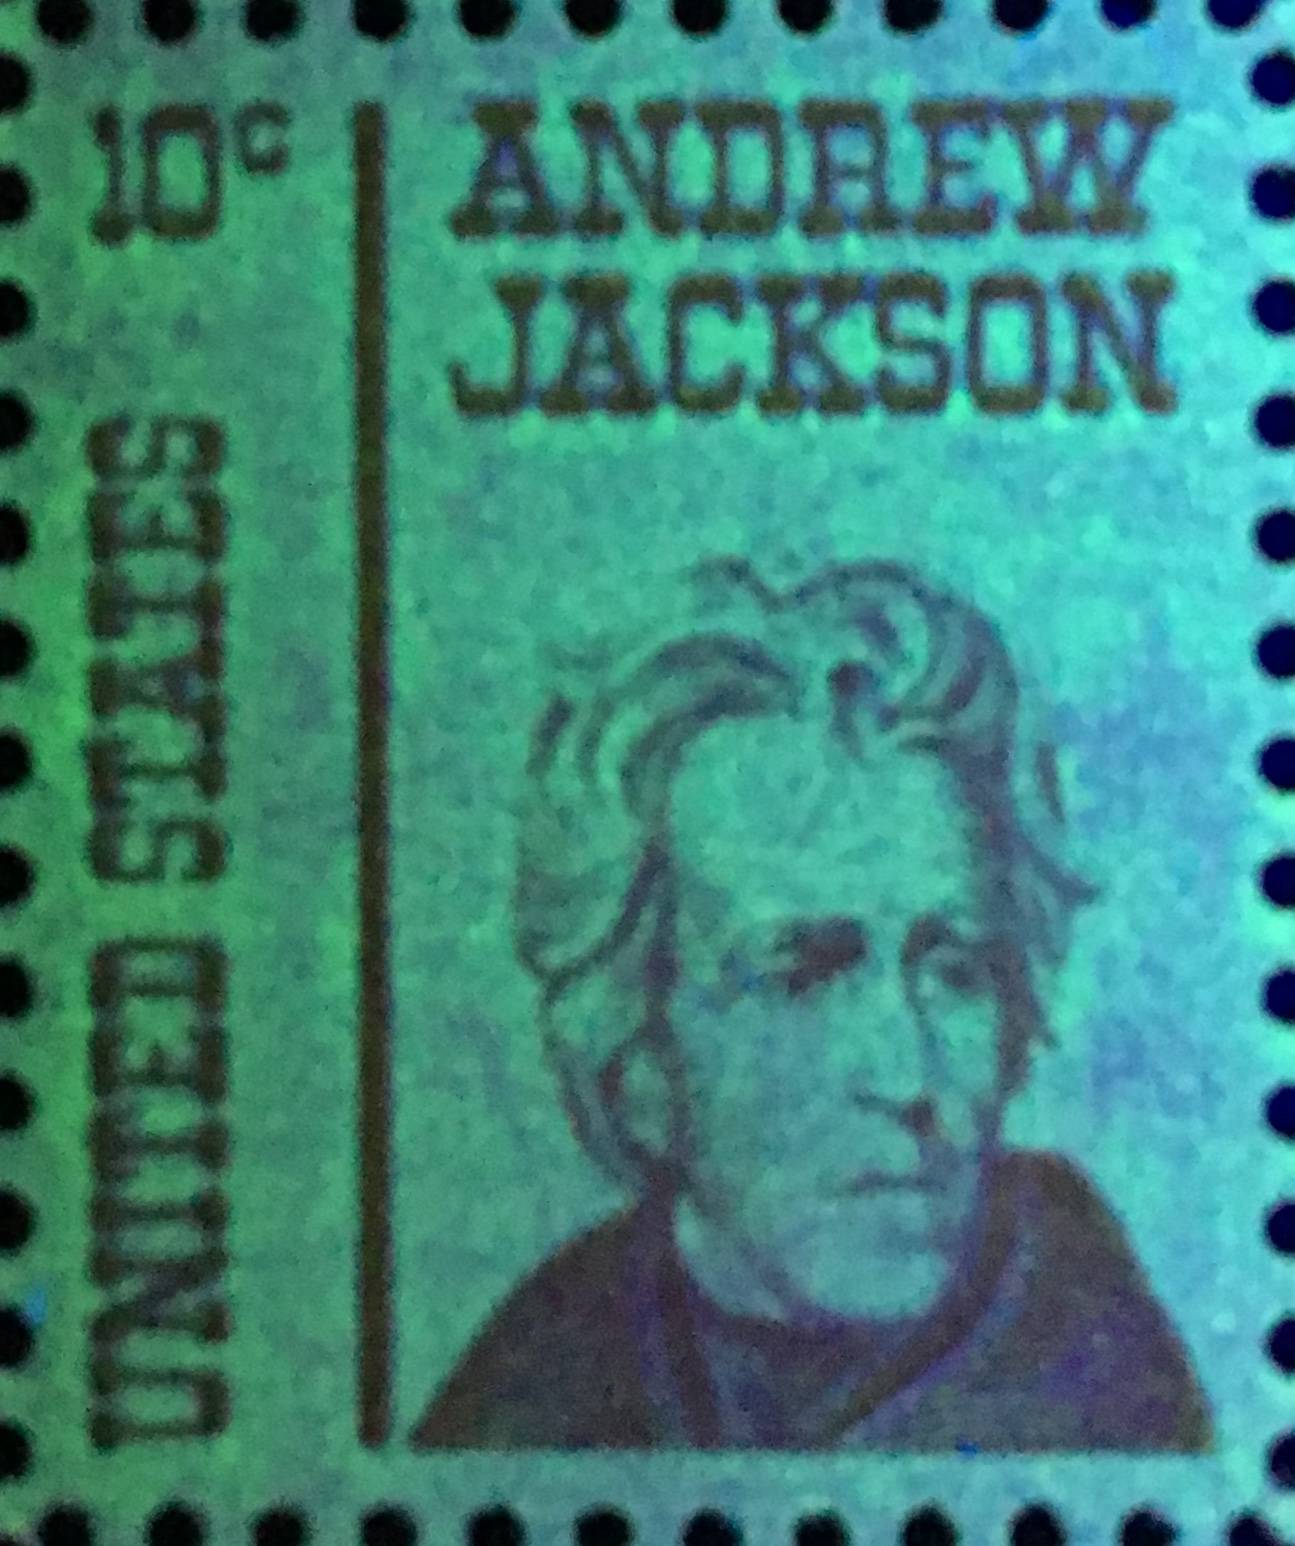 10c
ANDREW
JACKSON
UNITED STATES